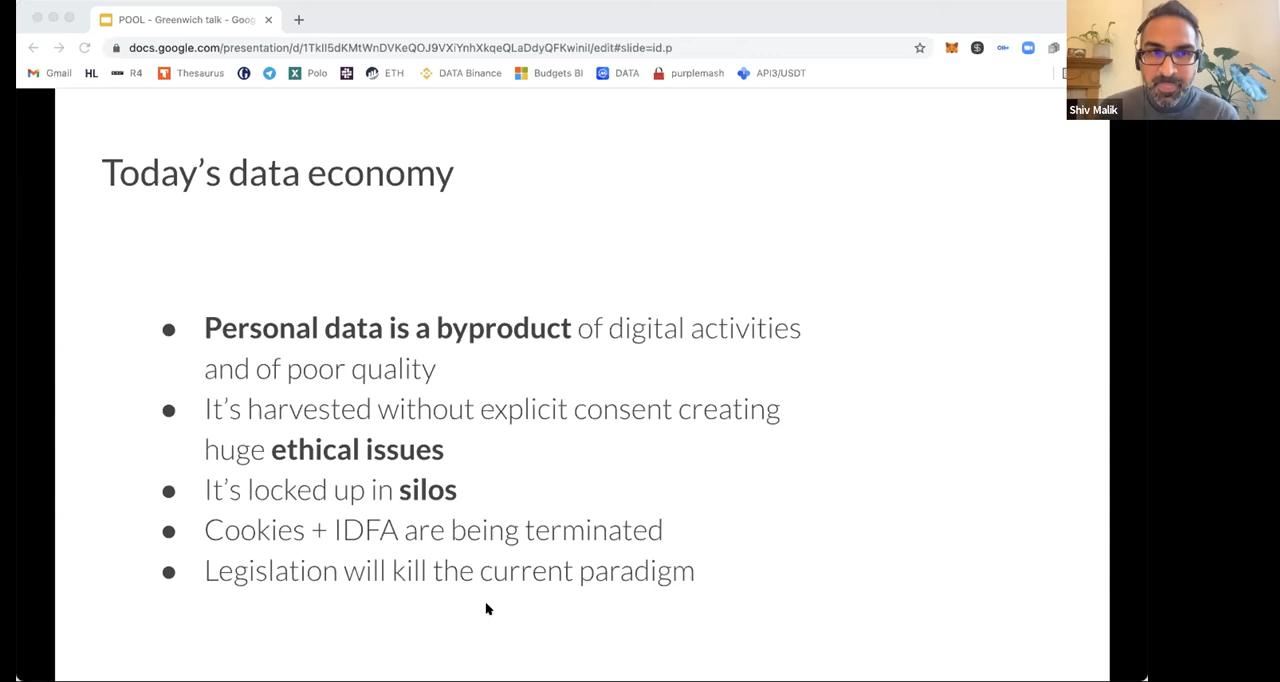 POOL - Greenwich talk - Goog
docs.google.com/presentation/d/1TkII5dKMtWnDVKeQOJ9VXiYnhXkqeQLaDdyQFKwiniI/edit#slide=id.p
Gmail HL R4 Thesaurus Polo ETH DATA Binance Budgets BI DATA purplemash API3/USDT
Shiv Malik
Today’s data economy
● Personal data is a byproduct of digital activities
and of poor quality
● It’s harvested without explicit consent creating
huge ethical issues
● It’s locked up in silos
● Cookies + IDFA are being terminated
● Legislation will kill the current paradigm